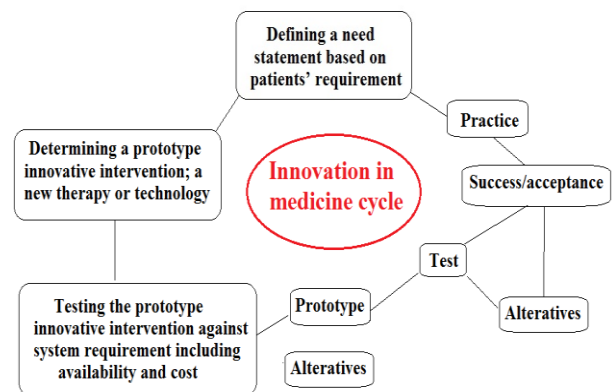 Defining a need
statement based on
patients' requirement
Practice
Determining a prototype
innovative intervention; a
new therapy or technology
Innovation in
medicine cycle
Success/acceptance
Test
Testing the prototype
innovative intervention against
system requirement including
availability and cost
Prototype
Alteratives
Alteratives